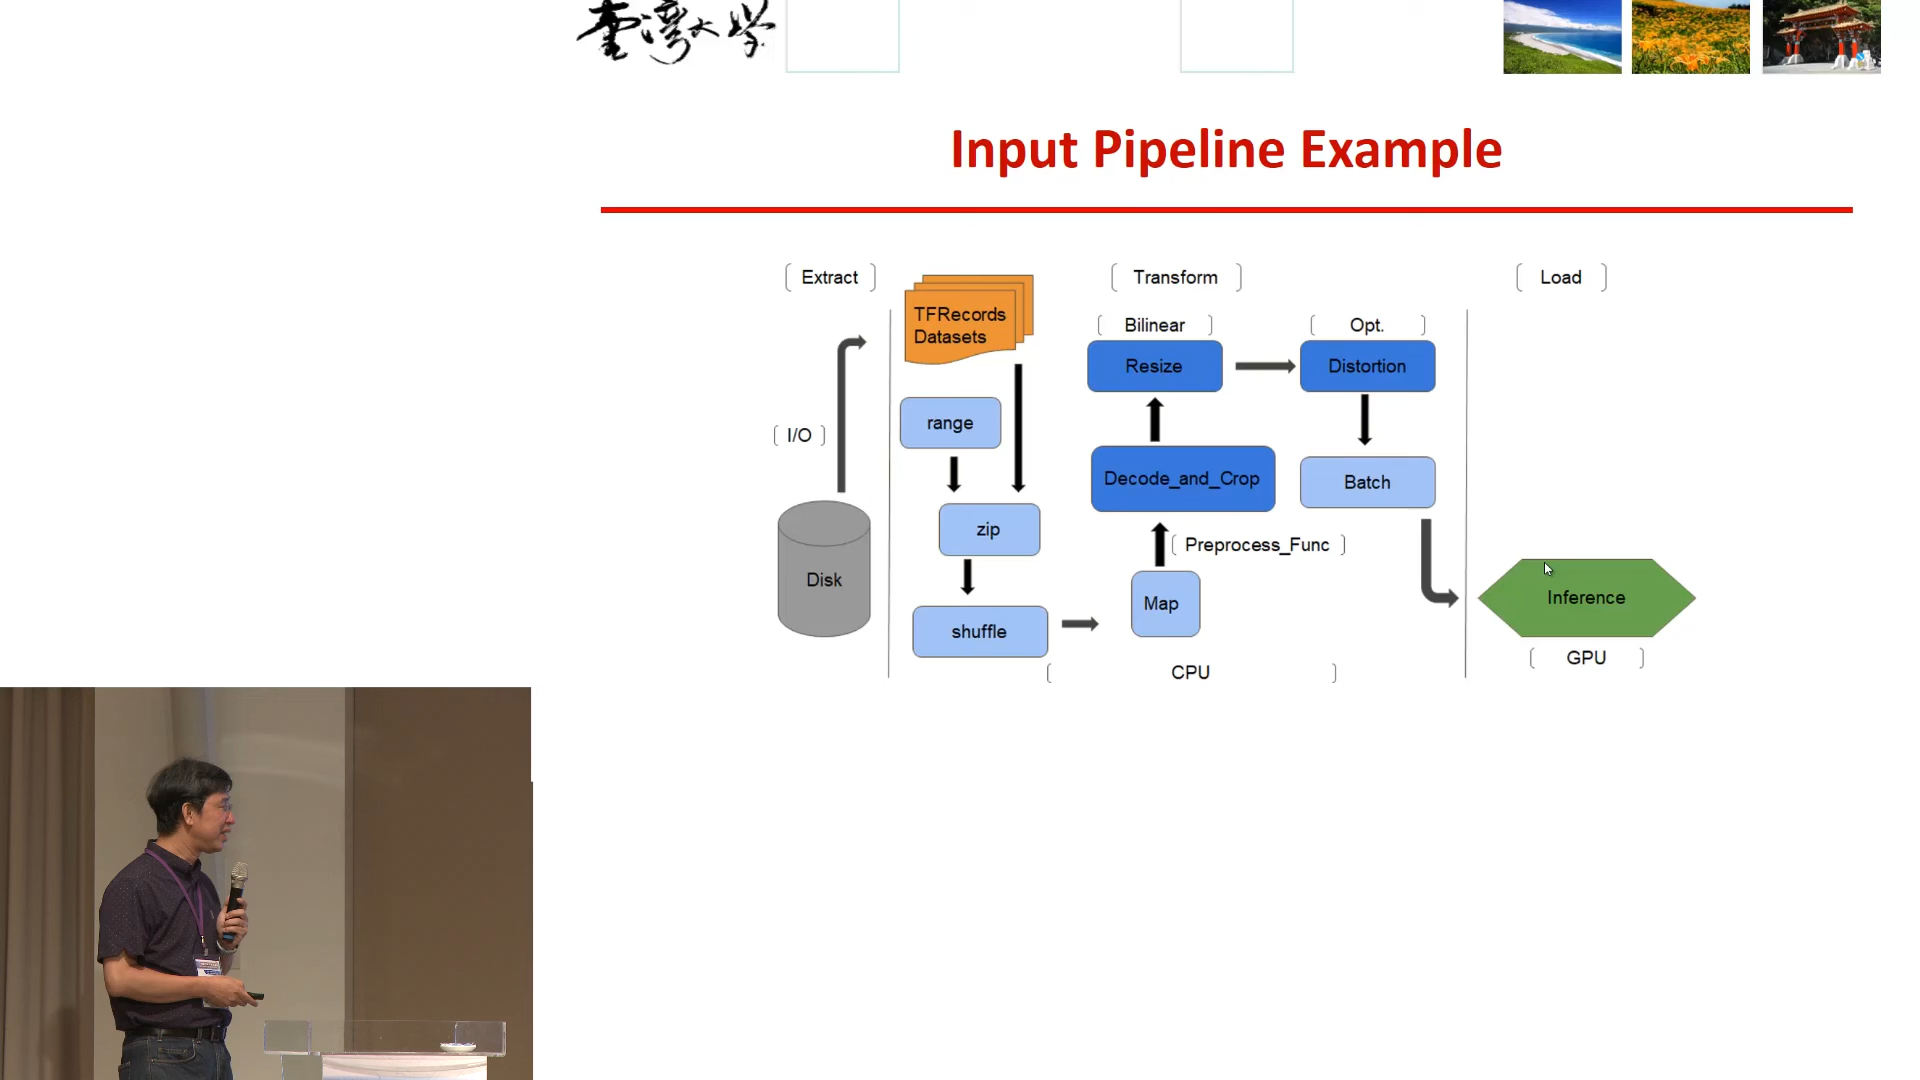 臺灣大學
Input Pipeline Example
Extract
Transform
Load
TFRecords
Datasets
Bilinear
Opt.
Resize
Distortion
range
I/O
Decode_and_Crop
Batch
zip
Preprocess_Func
Disk
Map
Inference
shuffle
GPU
CPU